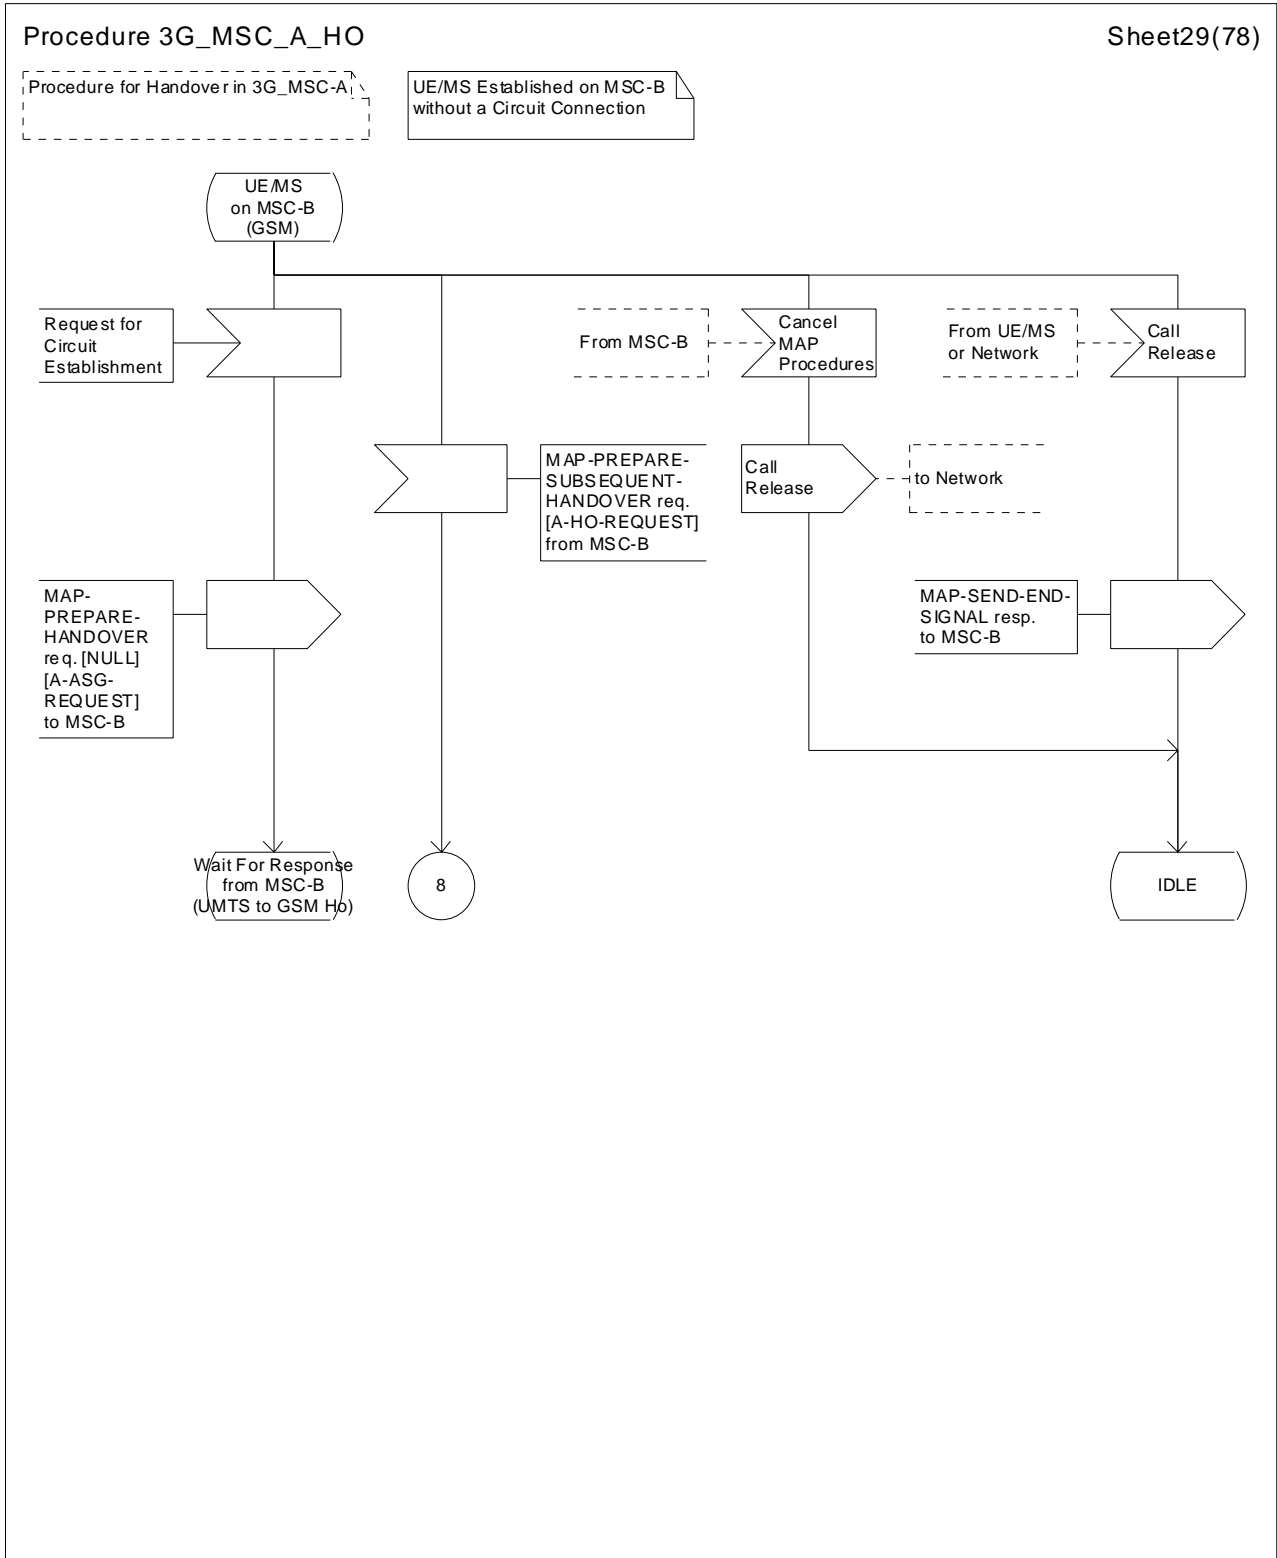 Procedure 3G_MSC_A_HO
Sheet29(78)
Procedure for Handover in 3G_MSC-A
UE/MS Established on MSC-B
without a Circuit Connection
UE/MS
on MSC-B
(GSM)
Request for
Circuit
Establishment
From MSC-B
Cancel
MAP
Procedures
From UE/MS
or Network
Call
Release
MAP-PREPARE-
SUBSEQUENT-
HANDOVER req.
[A-HO-REQUEST]
from MSC-B
Call
Release
to Network
MAP-
PREPARE-
HANDOVER
req. [NULL]
[A-ASG-
REQUEST]
to MSC-B
MAP-SEND-END-
SIGNAL resp.
to MSC-B
Wait For Response
from MSC-B
(UMTS to GSM Ho)
8
IDLE